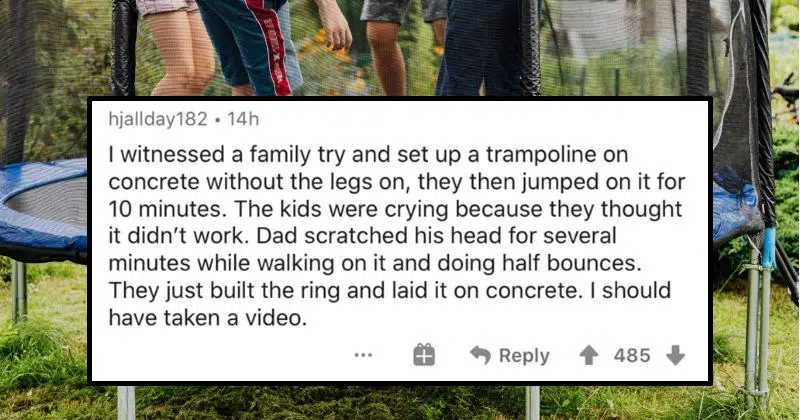 hjallday182 • 14h
I witnessed a family try and set up a trampoline on
concrete without the legs on, they then jumped on it for
10 minutes. The kids were crying because they thought
it didn't work. Dad scratched his head for several
minutes while walking on it and doing half bounces.
They just built the ring and laid it on concrete. I should
have taken a video.
Reply 485